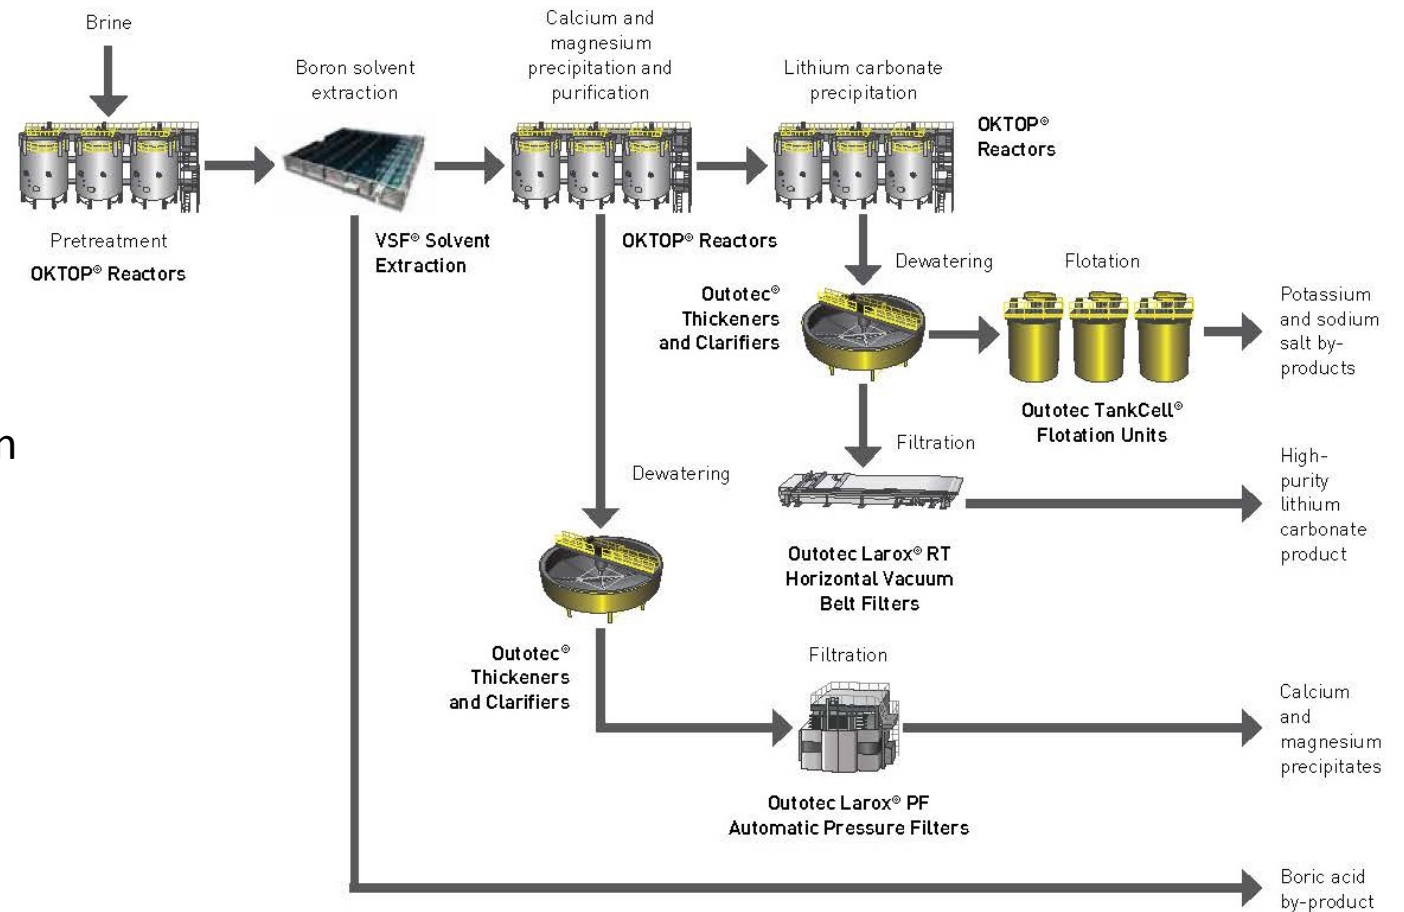 Brine
Pretreatment
OKTOP® Reactors
Boron solvent
extraction
VSF® Solvent
Extraction
Calcium and
magnesium
precipitation and
purification
OKTOP® Reactors
Lithium carbonate
precipitation
OKTOP®
Reactors
Dewatering
Outotec®
Thickeners
and Clarifiers
Flotation
Outotec TankCell®
Flotation Units
Potassium
and sodium
salt by-
products
Filtration
Outotec Larox® RT
Horizontal Vacuum
Belt Filters
High-
purity
lithium
carbonate
product
Dewatering
Outotec®
Thickeners
and Clarifiers
Filtration
Outotec Larox® PF
Automatic Pressure Filters
Calcium
and
magnesium
precipitates
Boric acid
by-product